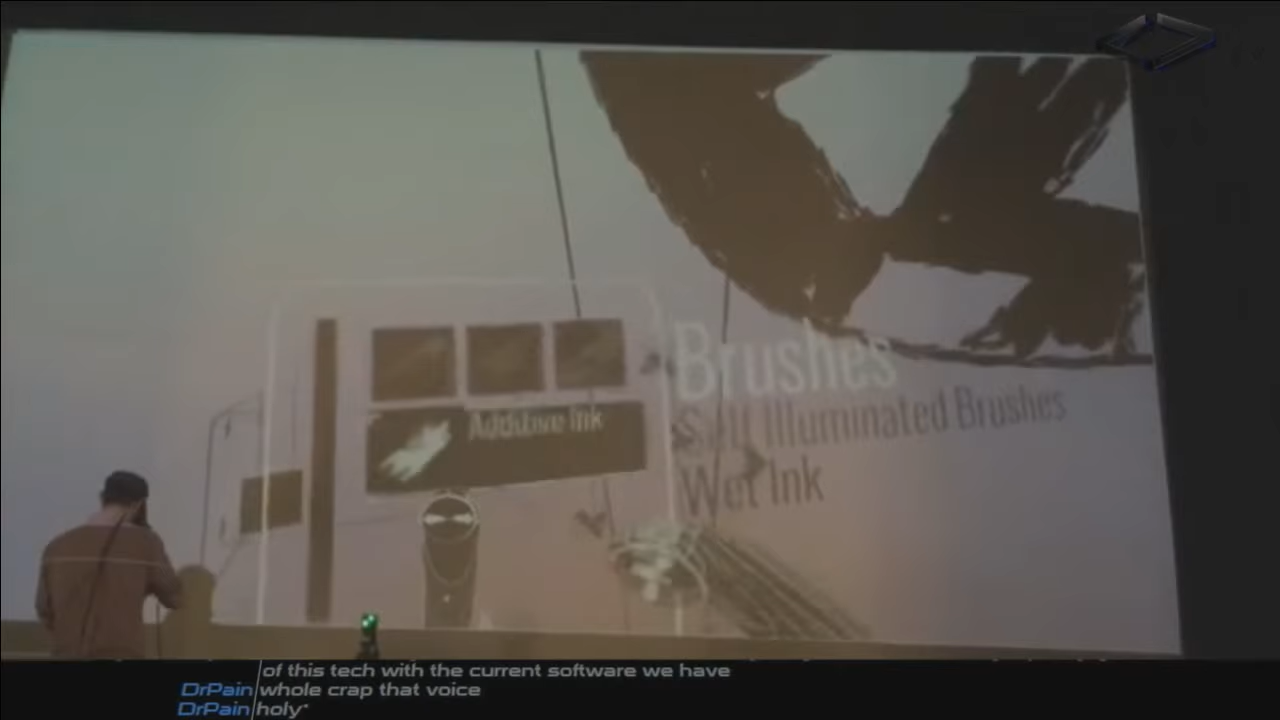 Additive Ink
Brushes
Self Illuminated Brushes
Wet Ink
of this tech with the current software we have
DrPain whole crap that voice
DrPain holy*